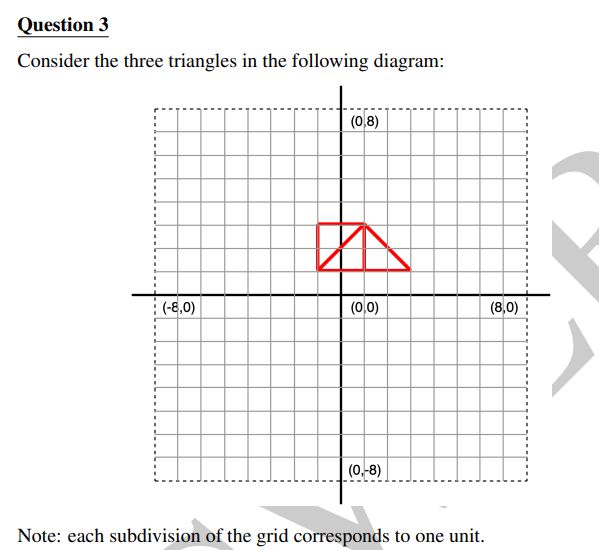 Question 3
Consider the three triangles in the following diagram:
(0,8)
(-8,0) (0,0) (8,0)
(0,-8)
Note: each subdivision of the grid corresponds to one unit.